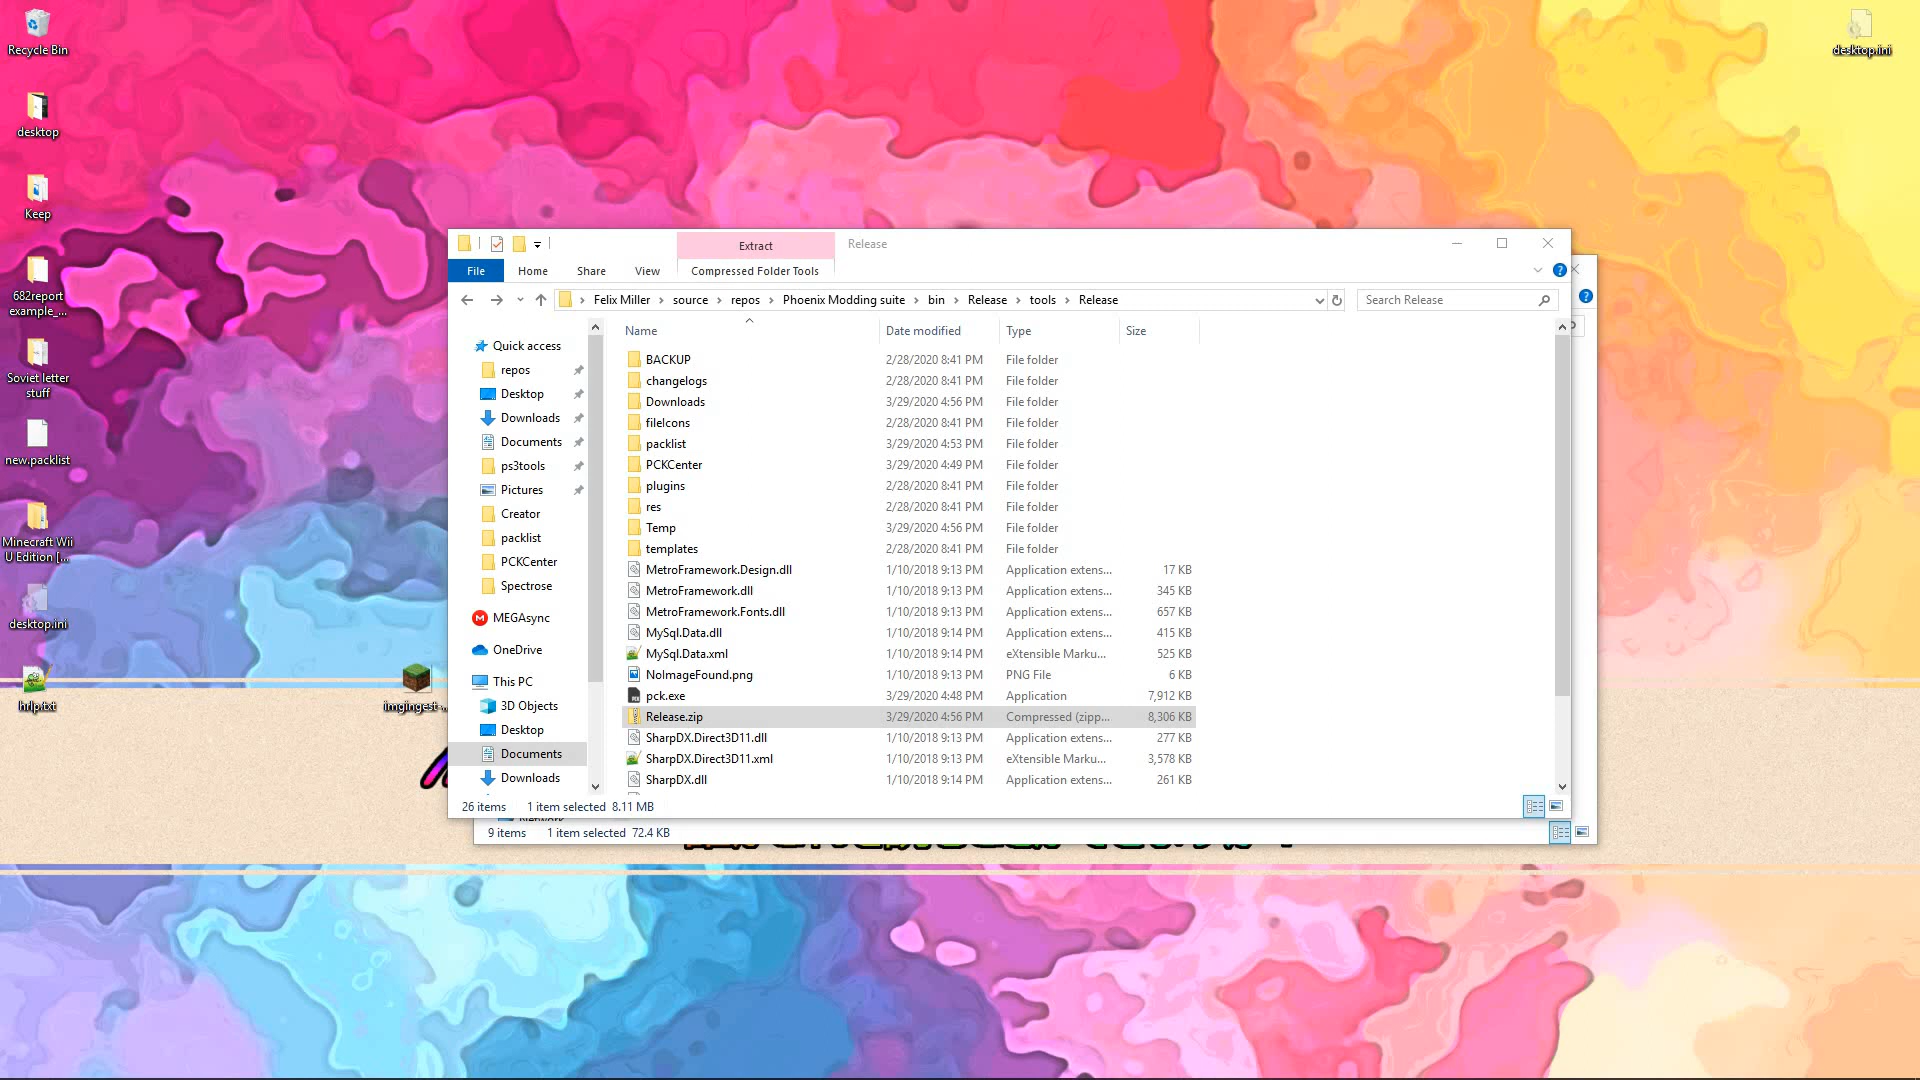 Recycle Bin
desktop
Keep
682report
example_...
Soviet letter
stuff
new.packlist
Minecraft Wii
U Edition [...
desktop.ini
hrlp.txt
imgingest-...
desktop.ini
Extract
Release
File
Home
Share
View
Compressed Folder Tools
Felix Miller > source > repos > Phoenix Modding suite > bin > Release > tools > Release
Search Release
Quick access
repos
Desktop
Downloads
Documents
ps3tools
Pictures
Creator
packlist
PCKCenter
Spectrose
MEGAsync
OneDrive
This PC
3D Objects
Desktop
Documents
Downloads
Name Date modified Type Size
BACKUP 2/28/2020 8:41 PM File folder
changelogs 2/28/2020 8:41 PM File folder
Downloads 3/29/2020 4:56 PM File folder
fileIcons 2/28/2020 8:41 PM File folder
packlist 3/29/2020 4:53 PM File folder
PCKCenter 3/29/2020 4:49 PM File folder
plugins 2/28/2020 8:41 PM File folder
res 2/28/2020 8:41 PM File folder
Temp 3/29/2020 4:56 PM File folder
templates 2/28/2020 8:41 PM File folder
MetroFramework.Design.dll 1/10/2018 9:13 PM Application extens... 17 KB
MetroFramework.dll 1/10/2018 9:13 PM Application extens... 345 KB
MetroFramework.Fonts.dll 1/10/2018 9:13 PM Application extens... 657 KB
MySql.Data.dll 1/10/2018 9:14 PM Application extens... 415 KB
MySql.Data.xml 1/10/2018 9:14 PM eXtensible Marku... 525 KB
NoImageFound.png 1/10/2018 9:13 PM PNG File 6 KB
pck.exe 3/29/2020 4:48 PM Application 7,912 KB
Release.zip 3/29/2020 4:56 PM Compressed (zipp... 8,306 KB
SharpDX.Direct3D11.dll 1/10/2018 9:13 PM Application extens... 277 KB
SharpDX.Direct3D11.xml 1/10/2018 9:13 PM eXtensible Marku... 3,578 KB
SharpDX.dll 1/10/2018 9:14 PM Application extens... 261 KB
26 items 1 item selected 8.11 MB
Network
9 items 1 item selected 72.4 KB